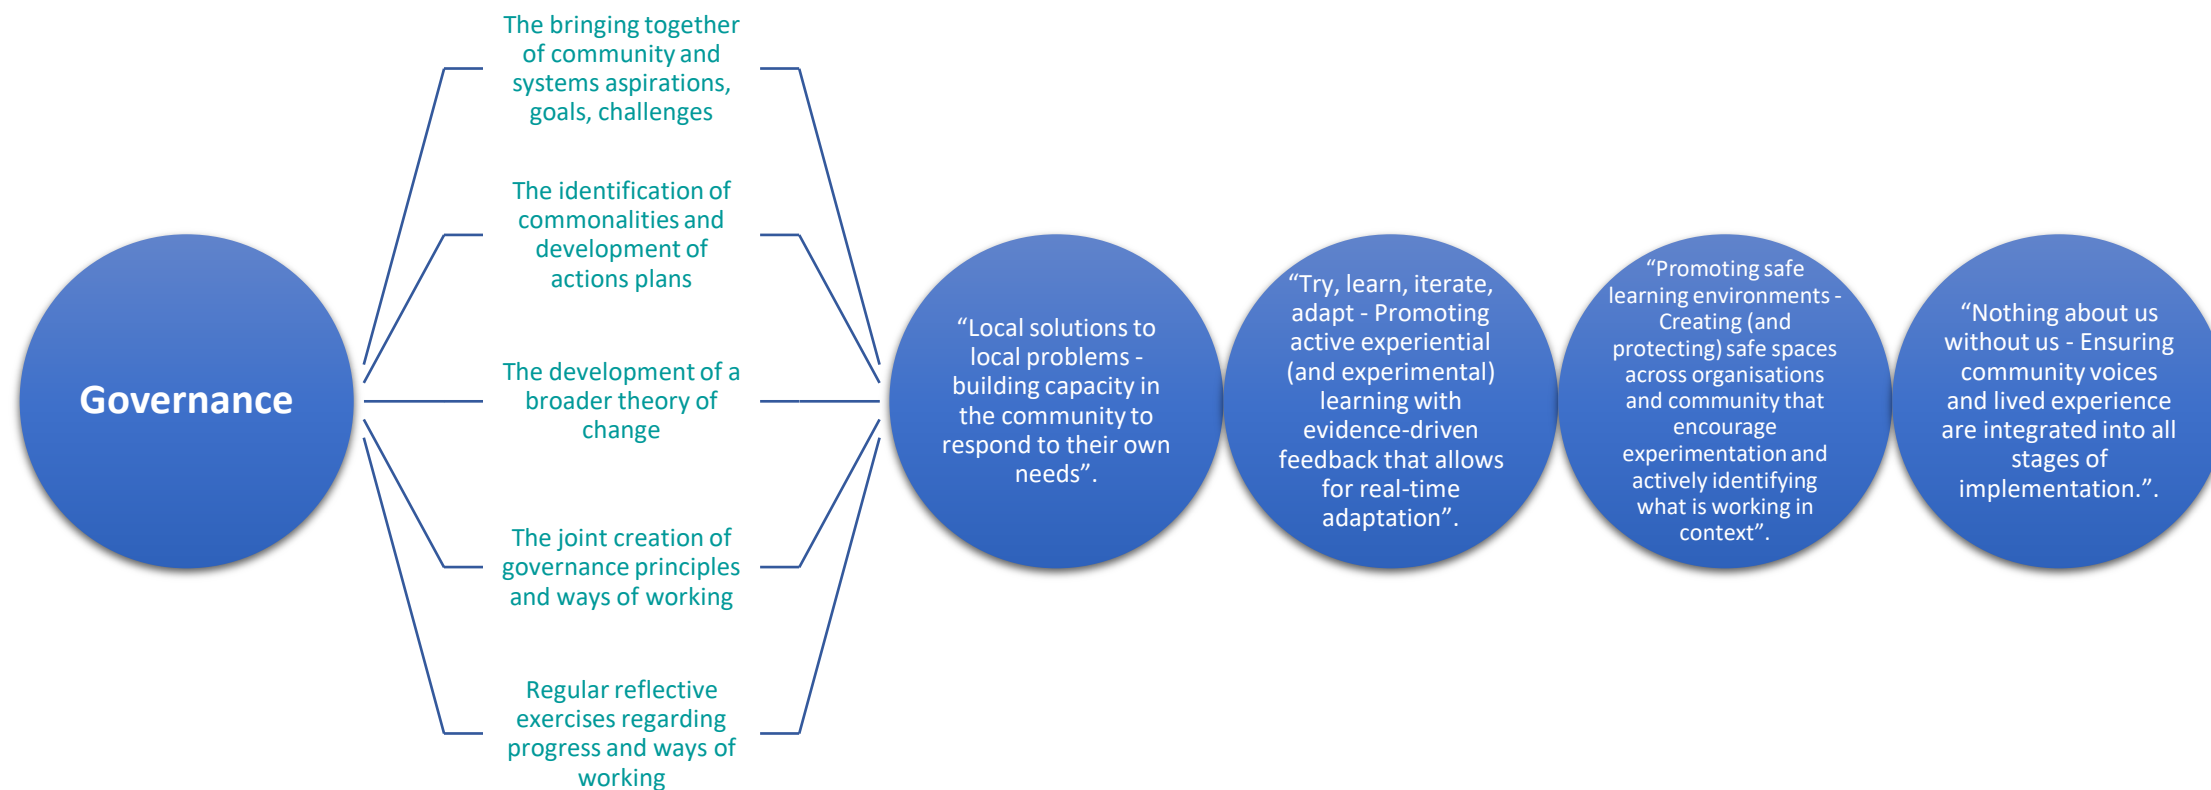 Governance
The bringing together
of community and
systems aspirations,
goals, challenges
The identification of
commonalities and
development of
actions plans
The development of a
broader theory of
change
The joint creation of
governance principles
and ways of working
Regular reflective
exercises regarding
progress and ways of
working
“Local solutions to
local problems -
building capacity in
the community to
respond to their own
needs”.
“Try, learn, iterate,
adapt - Promoting
active experiential
(and experimental)
learning with
evidence-driven
feedback that allows
for real-time
adaptation”.
“Promoting safe
learning environments -
Creating (and
protecting) safe spaces
across organisations
and community that
encourage
experimentation and
actively identifying
what is working in
context”.
“Nothing about us
without us - Ensuring
community voices
and lived experience
are integrated into all
stages of
implementation.”.